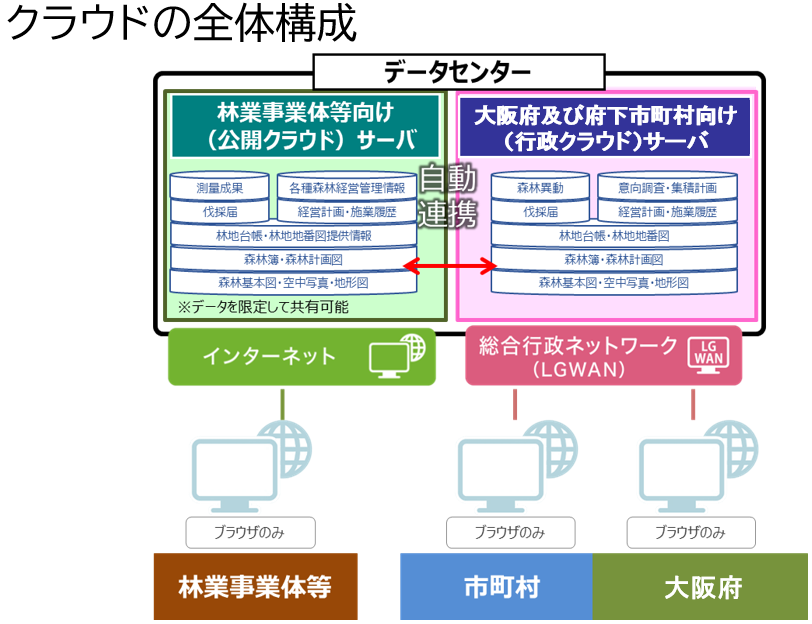 クラウドの全体構成
データセンター
林業事業体等向け
（公開クラウド）サーバ
測量成果
各種森林経営管理情報
伐採届
経営計画・施業履歴
林地台帳・林地地番図提供情報
森林簿・森林計画図
森林基本図・空中写真・地形図
※データを限定して共有可能
自動
連携
大阪府及び府下市町村向け
（行政クラウド）サーバ
森林異動
意向調査・集積計画
伐採届
経営計画・施業履歴
林地台帳・林地地番図
森林簿・森林計画図
森林基本図・空中写真・地形図
インターネット
総合行政ネットワーク
（LGWAN）
LG
WAN
ブラウザのみ
ブラウザのみ
ブラウザのみ
林業事業体等
市町村
大阪府